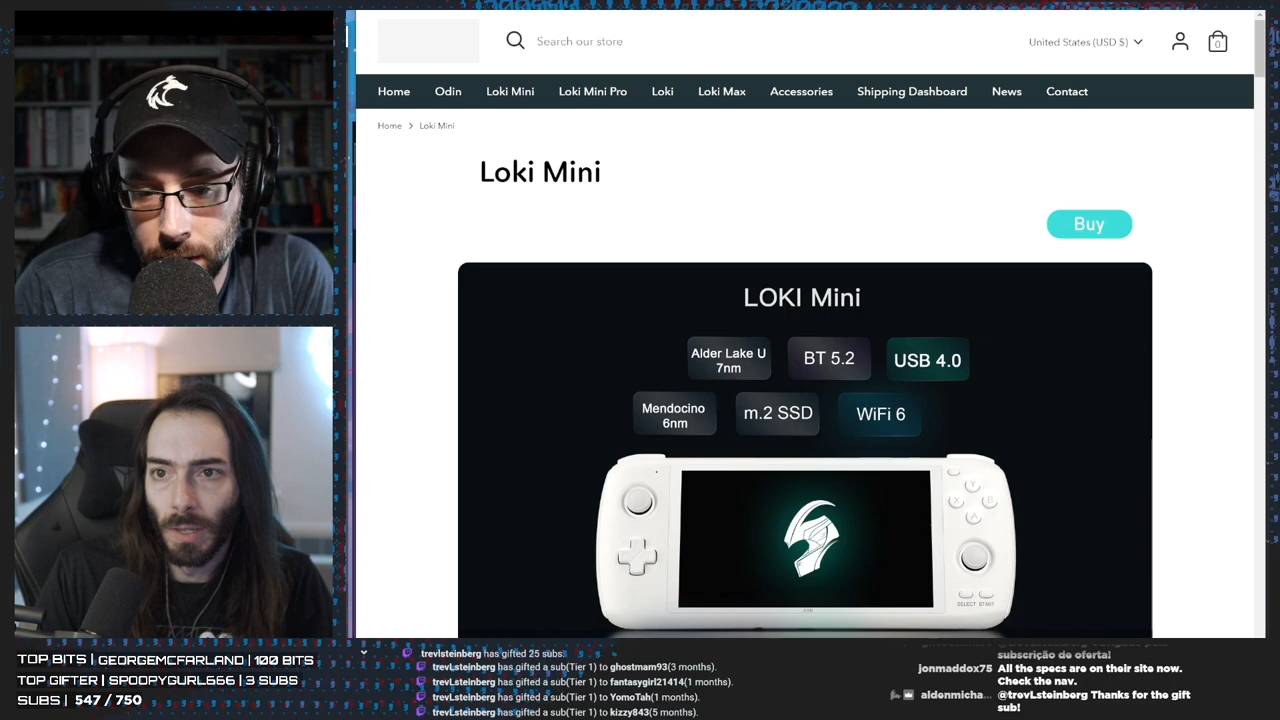 Search our store
United States (USD $)
0
Home
Odin
Loki Mini
Loki Mini Pro
Loki
Loki Max
Accessories
Shipping Dashboard
News
Contact
Home > Loki Mini
Loki Mini
Buy
LOKI Mini
Alder Lake U
7nm
BT 5.2
USB 4.0
Mendocino
6nm
m.2 SSD
WiFi 6
Y
X
B
A
SELECT START
TOP BITS | GEORGEMCFARLAND | 100 BITS
TOP GIFTER | SPOOPYGURL666 | 3 SUBS
SUBS | 547 / 750
trevlsteinberg has gifted 25 subs
trevLsteinberg has gifted a sub(Tier 1) to ghostmam93(3 months).
trevLsteinberg has gifted a sub(Tier 1) to fantasygirl21414(1 months).
trevLsteinberg has gifted a sub(Tier 1) to YomoTah(1 months).
trevLsteinberg has gifted a sub(Tier 1) to kizzy843(5 months).
subscrição de oferta!
jonmaddox75 All the specs are on their site now.
Check the nav.
aldenmicha... @trevLsteinberg Thanks for the gift
sub!